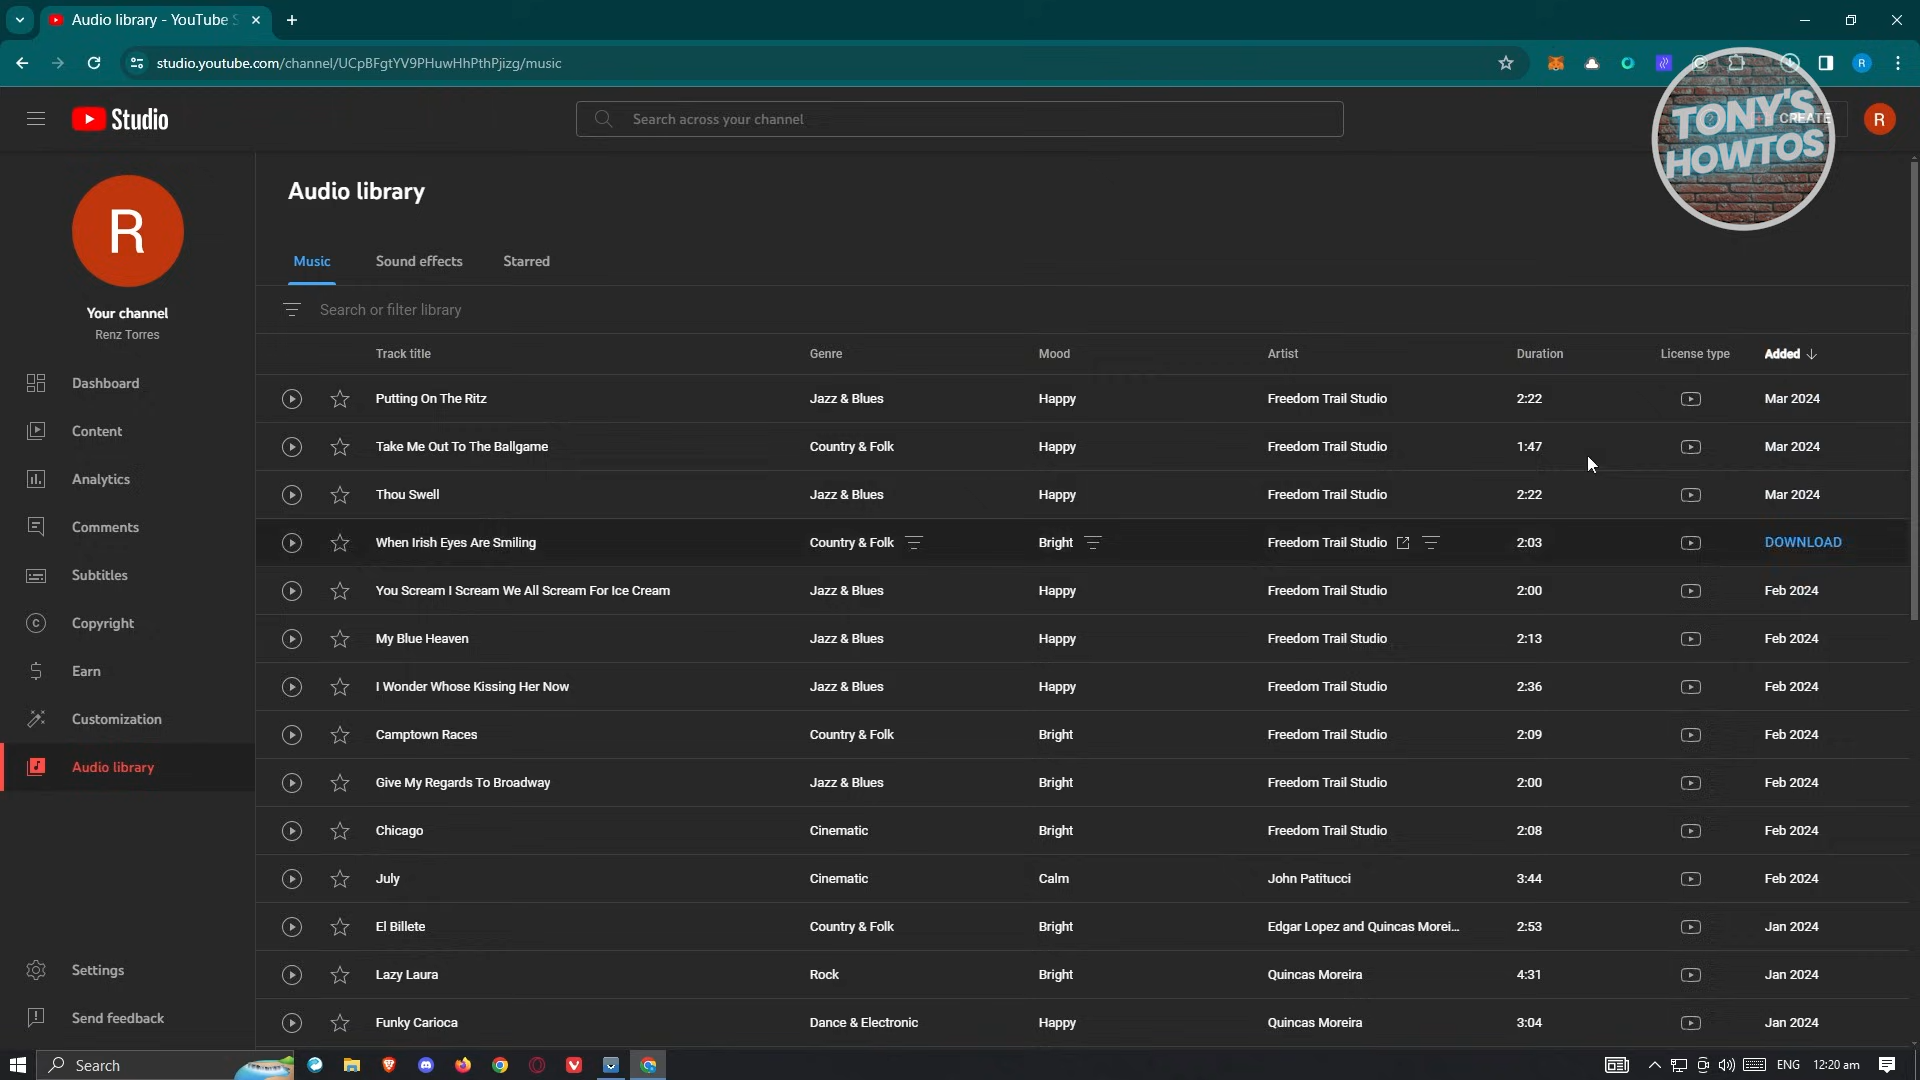 Audio library - YouTube S
studio.youtube.com/channel/UCpBFgtYV9PHuwHhPthPjizg/music
R
Studio
Search across your channel
CREATE
R
TONY'S
HOWTOS
R
Your channel
Renz Torres
Dashboard
Content
Analytics
Comments
Subtitles
Copyright
Earn
Customization
Audio library
Settings
Send feedback
Audio library
Music Sound effects Starred
Search or filter library
Track title Genre Mood Artist Duration License type Added
Putting On The Ritz Jazz & Blues Happy Freedom Trail Studio 2:22 Mar 2024
Take Me Out To The Ballgame Country & Folk Happy Freedom Trail Studio 1:47 Mar 2024
Thou Swell Jazz & Blues Happy Freedom Trail Studio 2:22 Mar 2024
When Irish Eyes Are Smiling Country & Folk Bright Freedom Trail Studio 2:03 DOWNLOAD
You Scream I Scream We All Scream For Ice Cream Jazz & Blues Happy Freedom Trail Studio 2:00 Feb 2024
My Blue Heaven Jazz & Blues Happy Freedom Trail Studio 2:13 Feb 2024
I Wonder Whose Kissing Her Now Jazz & Blues Happy Freedom Trail Studio 2:36 Feb 2024
Camptown Races Country & Folk Bright Freedom Trail Studio 2:09 Feb 2024
Give My Regards To Broadway Jazz & Blues Bright Freedom Trail Studio 2:00 Feb 2024
Chicago Cinematic Bright Freedom Trail Studio 2:08 Feb 2024
July Cinematic Calm John Patitucci 3:44 Feb 2024
El Billete Country & Folk Bright Edgar Lopez and Quincas Morei... 2:53 Jan 2024
Lazy Laura Rock Bright Quincas Moreira 4:31 Jan 2024
Funky Carioca Dance & Electronic Happy Quincas Moreira 3:04 Jan 2024
Search
ENG 12:20 am